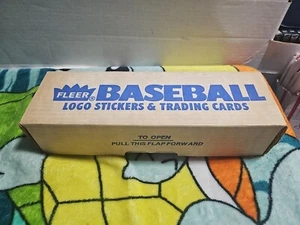 FLEER® BASEBALL
LOGO STICKERS & TRADING CARDS
TO OPEN
PULL THIS FLAP FORWARD